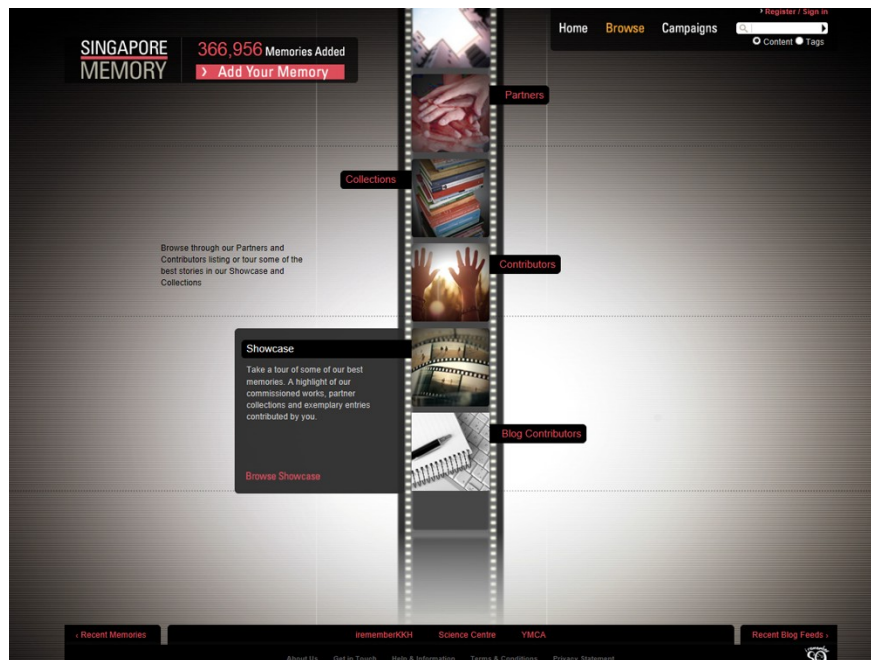 › Register / Sign in
Home Browse Campaigns
Content Tags
SINGAPORE
MEMORY
366,956 Memories Added
› Add Your Memory
Partners
Collections
Browse through our Partners and
Contributors listing or tour some of the
best stories in our Showcase and
Collections
Contributors
Showcase
Take a tour of some of our best
memories. A highlight of our
commissioned works, partner
collections and exemplary entries
contributed by you.
Browse Showcase
Blog Contributors
‹ Recent Memories
irememberKKH Science Centre YMCA
Recent Blog Feeds ›
About Us Get in Touch Help & Information Terms & Conditions Privacy Statement